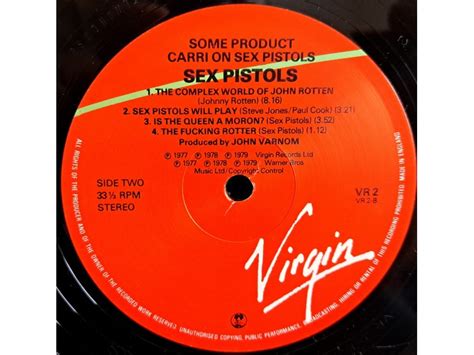 SOME PRODUCT
CARRI ON SEX PISTOLS
SEX PISTOLS
1. THE COMPLEX WORLD OF JOHN ROTTEN
(Johnny Rotten) (8.16)
2. SEX PISTOLS WILL PLAY (Steve Jones/Paul Cook) (3.21)
3. IS THE QUEEN A MORON? (Sex Pistols) (3.52)
4. THE FUCKING ROTTER (Sex Pistols) (1.12)
Produced by JOHN VARNOM
℗ 1977 ℗ 1978 ℗ 1979 Virgin Records Ltd
© 1977 © 1978 © 1979 Warner Bros
Music Ltd/Copyright Control
SIDE TWO
33⅓ RPM
STEREO
VR 2
VR 2-B
Virgin
ALL RIGHTS OF THE PRODUCER AND OF THE OWNER OF THE RECORDED WORK RESERVED. UNAUTHORISED COPYING, PUBLIC PERFORMANCE, BROADCASTING, HIRING OR RENTAL OF THIS RECORDING PROHIBITED. MADE IN ENGLAND.